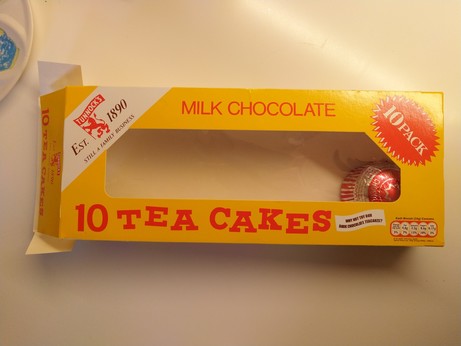 TUNNOCK'S
EST. 1890
STILL A FAMILY BUSINESS
MILK CHOCOLATE
10 PACK
10 TEA CAKES
WHY NOT TRY OUR
DARK CHOCOLATE TEACAKES?
10 TEA CAKES